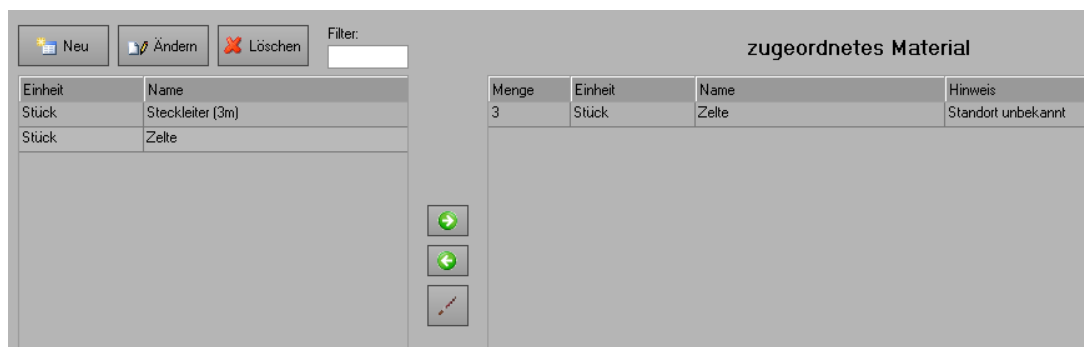 Neu Ändern Löschen Filter:
zugeordnetes Material
Einheit Name
Stück Steckleiter (3m)
Stück Zelte
Menge Einheit Name Hinweis
3 Stück Zelte Standort unbekannt